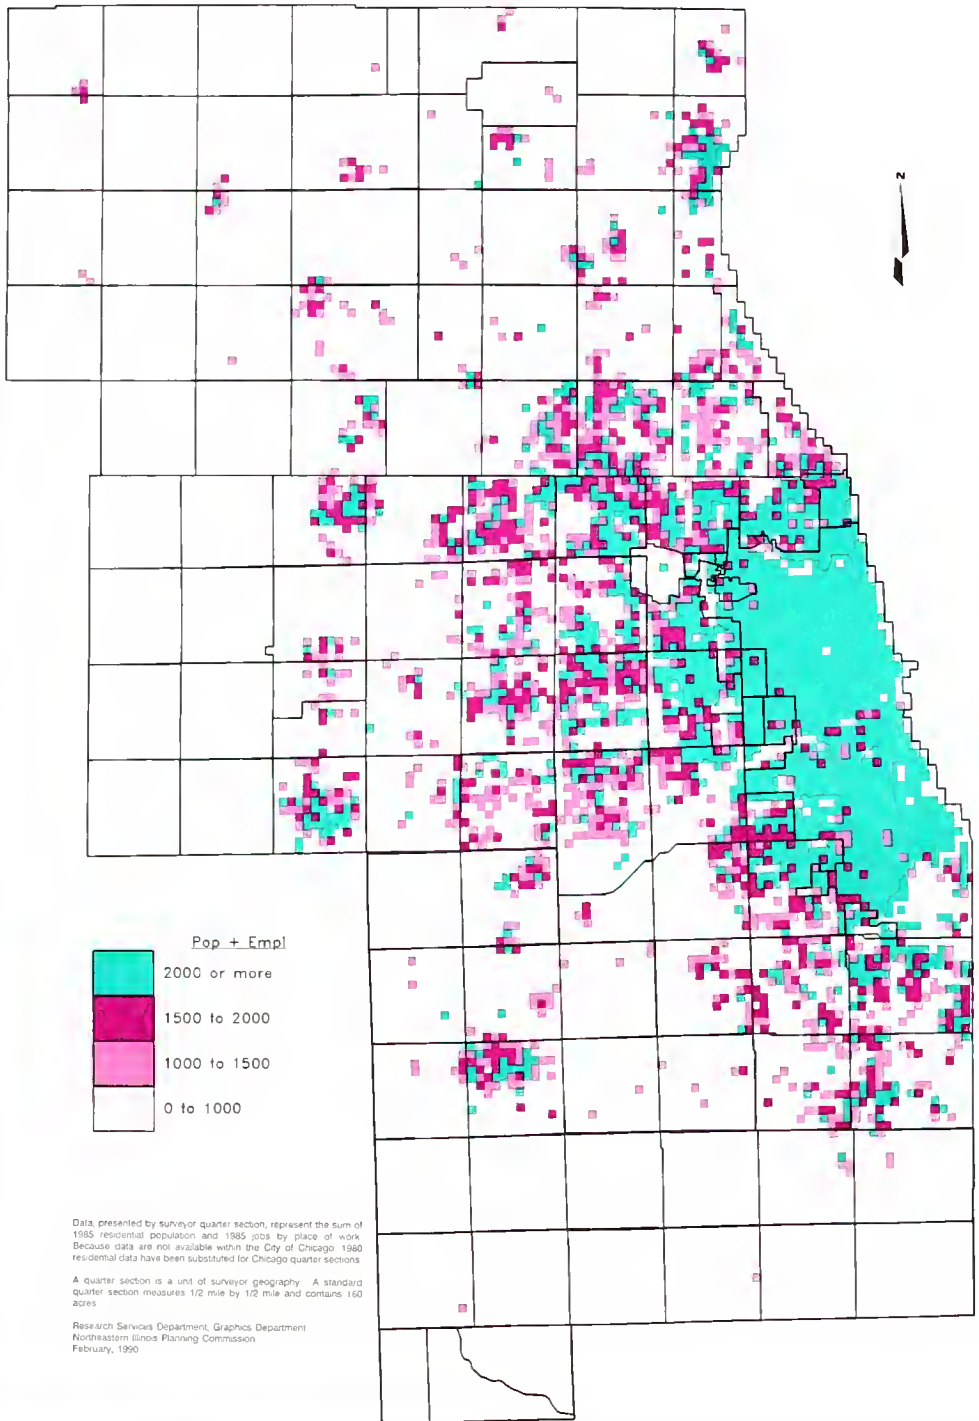 N
Pop + Empl
2000 or more
1500 to 2000
1000 to 1500
0 to 1000
Data, presented by surveyor quarter section, represent the sum of
1985 residential population and 1985 jobs by place of work
Because data are not available within the City of Chicago 1980
residential data have been substituted for Chicago quarter sections
A quarter section is a unit of surveyor geography A standard
quarter section measures 1/2 mile by 1/2 mile and contains 160
acres
Research Services Department, Graphics Department
Northeastern Illinois Planning Commission
February, 1990